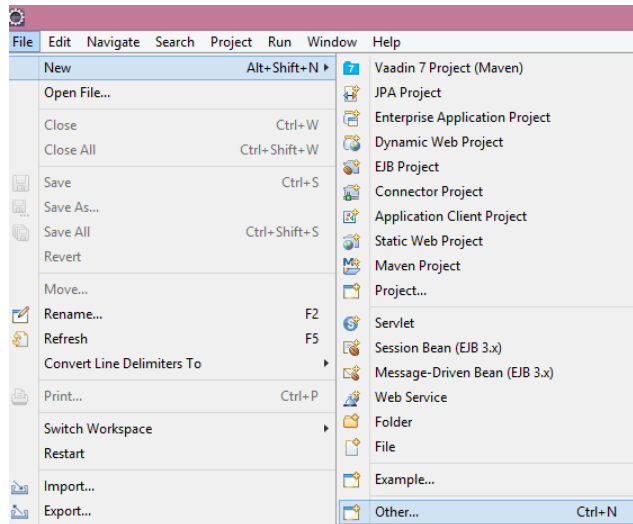 File Edit Navigate Search Project Run Window Help
New Alt+Shift+N
Open File...
Close Ctrl+W
Close All Ctrl+Shift+W
Save Ctrl+S
Save As...
Save All Ctrl+Shift+S
Revert
Move...
Rename... F2
Refresh F5
Convert Line Delimiters To
Print... Ctrl+P
Switch Workspace
Restart
Import...
Export...
7 Vaadin 7 Project (Maven)
JPA Project
Enterprise Application Project
Dynamic Web Project
EJB Project
Connector Project
Application Client Project
Static Web Project
Maven Project
Project...
Servlet
Session Bean (EJB 3.x)
Message-Driven Bean (EJB 3.x)
Web Service
Folder
File
Example...
Other... Ctrl+N